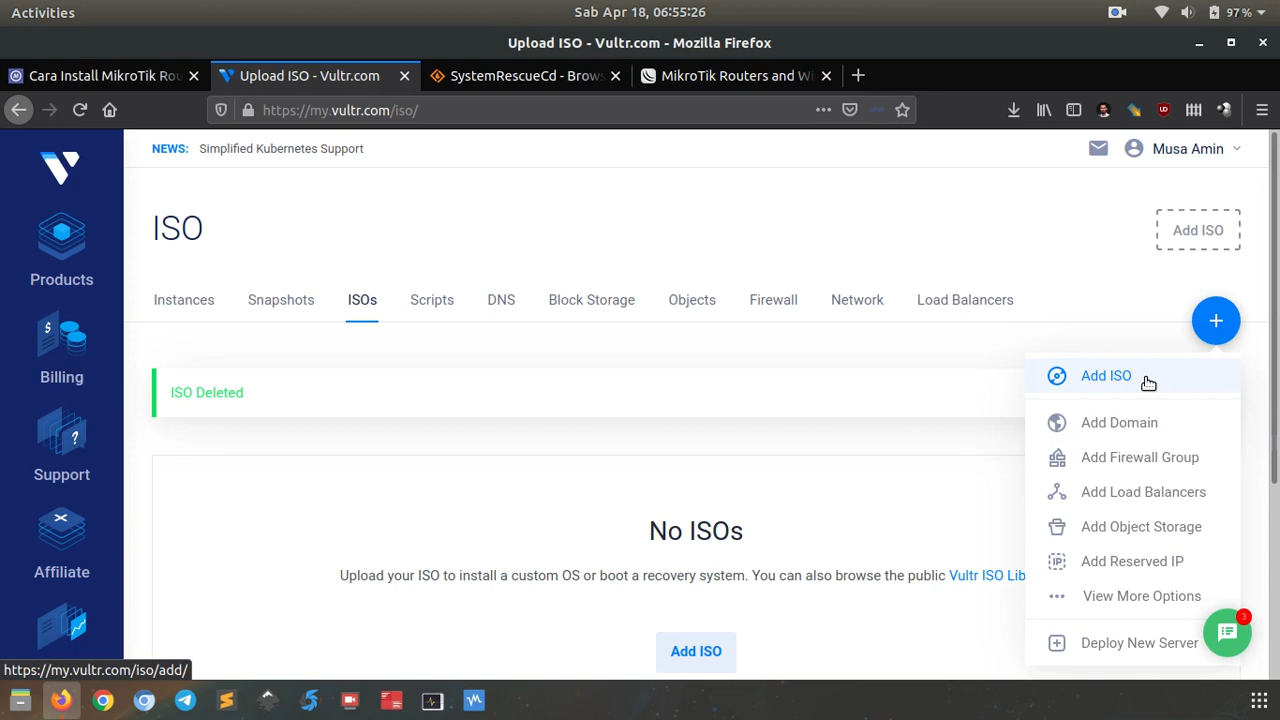 Activities
Sab Apr 18, 06:55:26
97%
Upload ISO - Vultr.com - Mozilla Firefox
Cara Install MikroTik Rou
Upload ISO - Vultr.com
SystemRescueCd - Brows
MikroTik Routers and Wi
https://my.vultr.com/iso/
NEWS: Simplified Kubernetes Support
Musa Amin
ISO
Add ISO
Instances
Snapshots
ISOs
Scripts
DNS
Block Storage
Objects
Firewall
Network
Load Balancers
Products
Billing
Support
Affiliate
ISO Deleted
Add ISO
Add Domain
Add Firewall Group
Add Load Balancers
Add Object Storage
Add Reserved IP
View More Options
Deploy New Server
3
No ISOs
Upload your ISO to install a custom OS or boot a recovery system. You can also browse the public Vultr ISO Lib
Add ISO
https://my.vultr.com/iso/add/